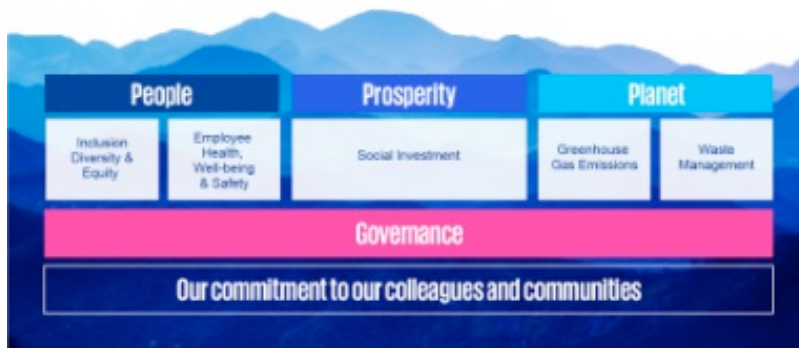 People
Prosperity
Planet
Inclusion
Diversity &
Equity
Employee
Health,
Well-being
& Safety
Social Investment
Greenhouse
Gas Emissions
Waste
Management
Governance
Our commitment to our colleagues and communities